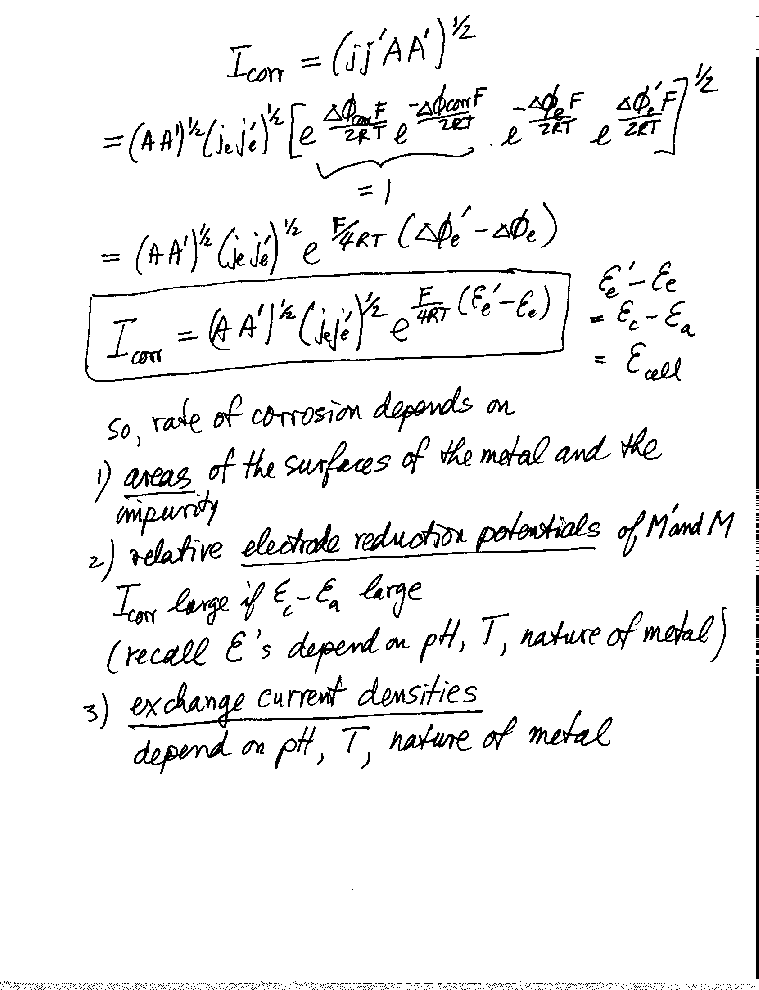 I_corr = (jj'AA')^1/2
= (AA')^1/2 (j_e j_e')^1/2 [e^(Δϕ_corr F/2RT) e^(-Δϕ_corr F/2RT) · e^(-Δϕ_e F/2RT) e^(Δϕ_e' F/2RT)]^1/2
= 1
= (AA')^1/2 (j_e j_e')^1/2 e^F/4RT (Δϕ_e' - Δϕ_e)
I_corr = (AA')^1/2 (j_e j_e')^1/2 e^(F/4RT (ℰ_e' - ℰ_e))
ℰ_e' - ℰ_e
= ℰ_c - ℰ_a
= ℰ_cell
So, rate of corrosion depends on
1) areas of the surfaces of the metal and the
impurity
2) relative electrode reduction potentials of M' and M
I_corr large if ℰ_c - ℰ_a large
(recall ℰ's depend on pH, T, nature of metal)
3) exchange current densities
depend on pH, T, nature of metal